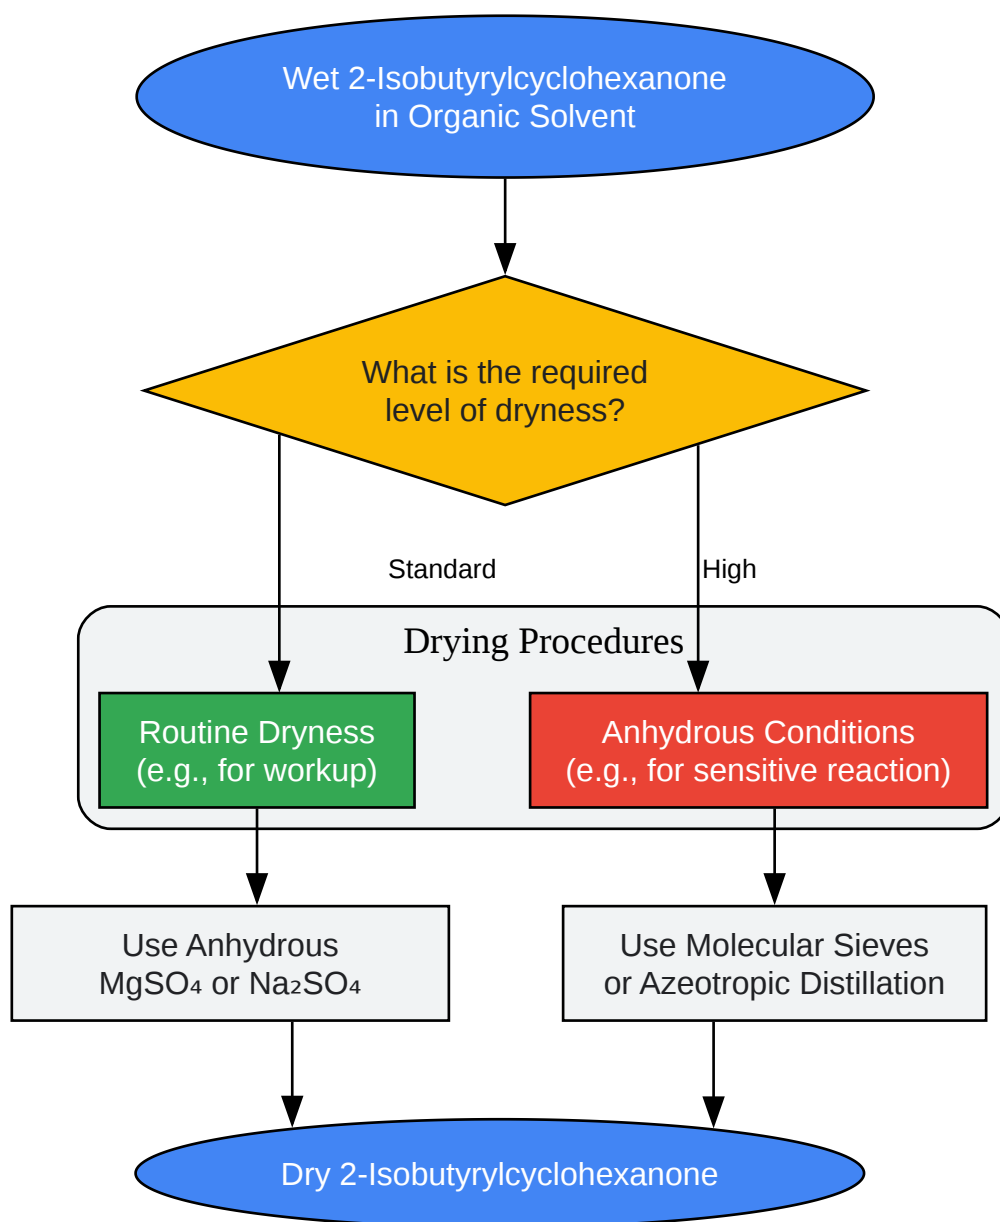 Wet 2-Isobutyrylcyclohexanone
in Organic Solvent
What is the required
level of dryness?
Standard
High
Drying Procedures
Routine Dryness
(e.g., for workup)
Anhydrous Conditions
(e.g., for sensitive reaction)
Use Anhydrous
MgSO₄ or Na₂SO₄
Use Molecular Sieves
or Azeotropic Distillation
Dry 2-Isobutyrylcyclohexanone